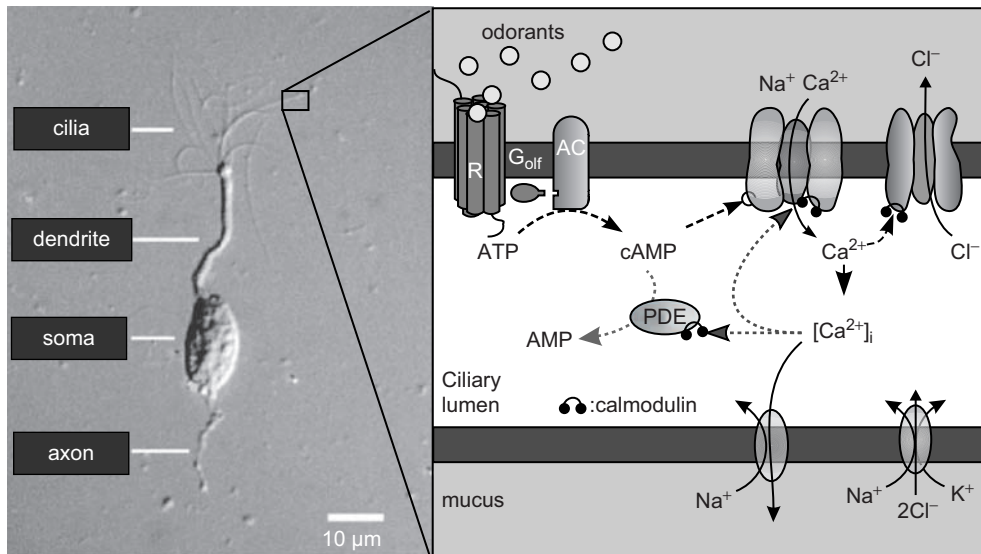 cilia
dendrite
soma
axon
10 µm
odorants
Na⁺ Ca²⁺
Cl⁻
R
G_olf
AC
ATP
cAMP
Ca²⁺
Cl⁻
PDE
AMP
[Ca²⁺]ᵢ
Ciliary
lumen
:calmodulin
mucus
Na⁺
Na⁺
2Cl⁻
K⁺